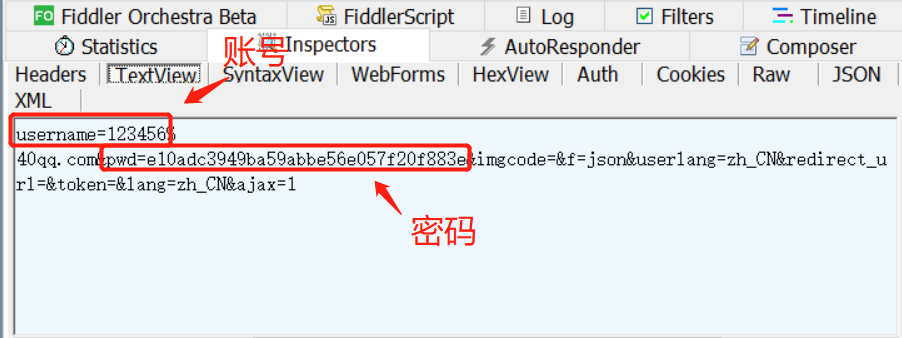 FO Fiddler Orchestra Beta FiddlerScript Log Filters Timeline
Statistics Inspectors AutoResponder Composer
账号
Headers TextView SyntaxView WebForms HexView Auth Cookies Raw JSON
XML
username=123456%
40qq.com&pwd=e10adc3949ba59abbe56e057f20f883e&imgcode=&f=json&userlang=zh_CN&redirect_u
rl=&token=&lang=zh_CN&ajax=1
密码